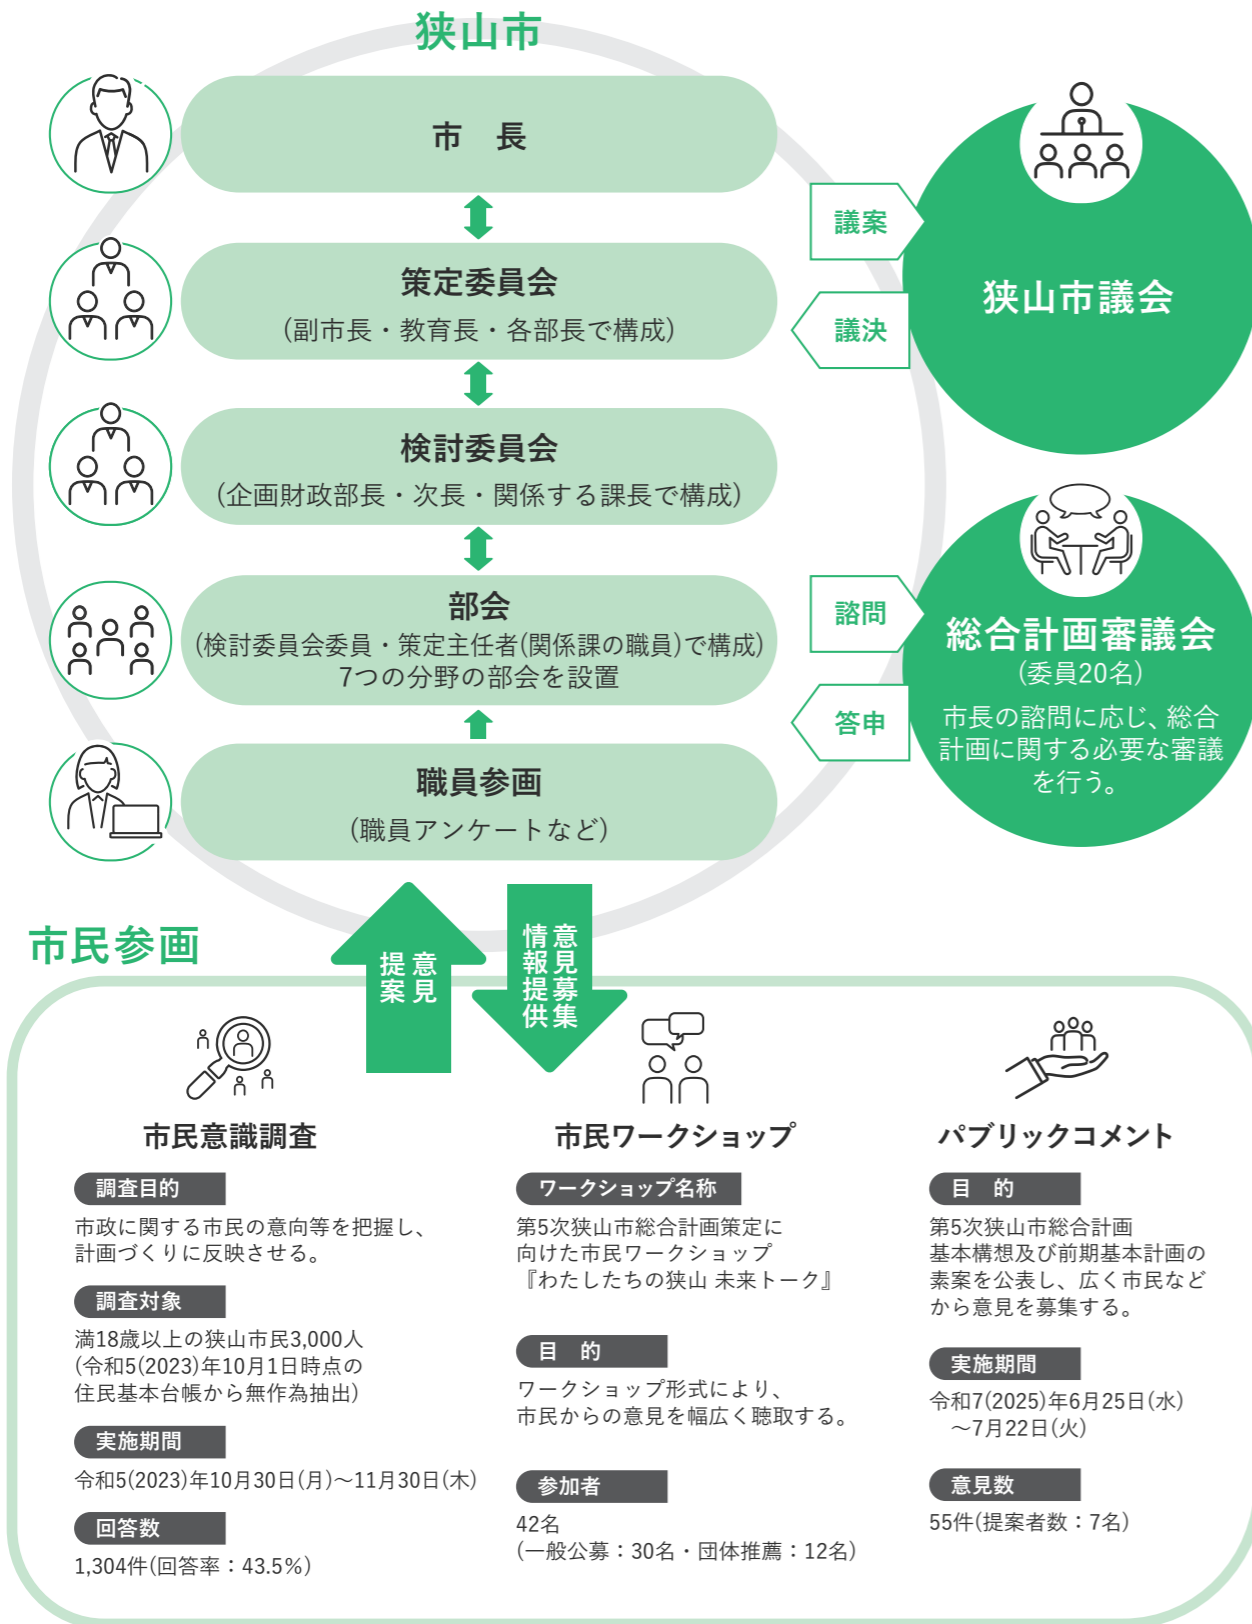 狭山市
市　長
策定委員会
(副市長・教育長・各部長で構成)
検討委員会
(企画財政部長・次長・関係する課長で構成)
部会
(検討委員会委員・策定主任者(関係課の職員)で構成)
7つの分野の部会を設置
職員参画
(職員アンケートなど)
議案
議決
狭山市議会
諮問
答申
総合計画審議会
(委員20名)
市長の諮問に応じ、総合
計画に関する必要な審議
を行う。
市民参画
意見
提案
意見募集
情報提供
市民意識調査
調査目的
市政に関する市民の意向等を把握し、
計画づくりに反映させる。
調査対象
満18歳以上の狭山市民3,000人
(令和5(2023)年10月1日時点の
住民基本台帳から無作為抽出)
実施期間
令和5(2023)年10月30日(月)～11月30日(木)
回答数
1,304件(回答率：43.5%)
市民ワークショップ
ワークショップ名称
第5次狭山市総合計画策定に
向けた市民ワークショップ
『わたしたちの狭山 未来トーク』
目　的
ワークショップ形式により、
市民からの意見を幅広く聴取する。
参加者
42名
(一般公募：30名・団体推薦：12名)
パブリックコメント
目　的
第5次狭山市総合計画
基本構想及び前期基本計画の
素案を公表し、広く市民など
から意見を募集する。
実施期間
令和7(2025)年6月25日(水)
～7月22日(火)
意見数
55件(提案者数：7名)